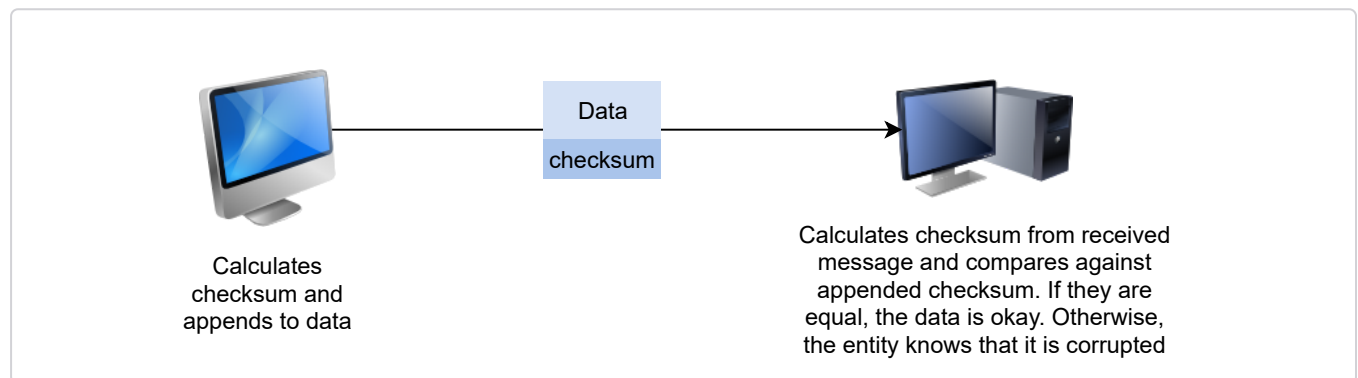 Data
checksum
Calculates
checksum and
appends to data
Calculates checksum from received
message and compares against
appended checksum. If they are
equal, the data is okay. Otherwise,
the entity knows that it is corrupted